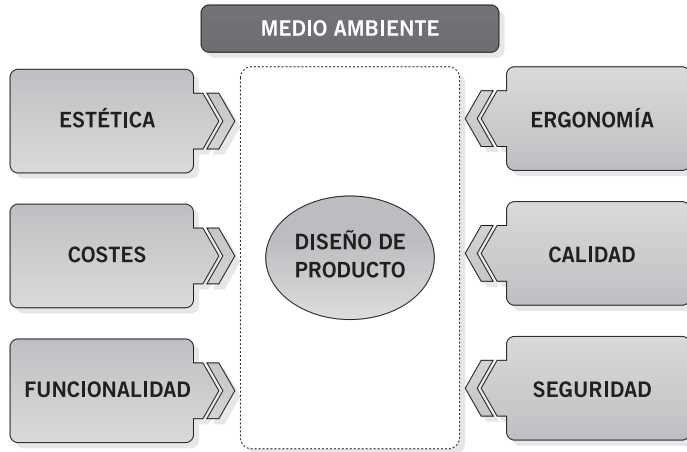 MEDIO AMBIENTE
ESTÉTICA
ERGONOMÍA
COSTES
DISEÑO DE
PRODUCTO
CALIDAD
FUNCIONALIDAD
SEGURIDAD